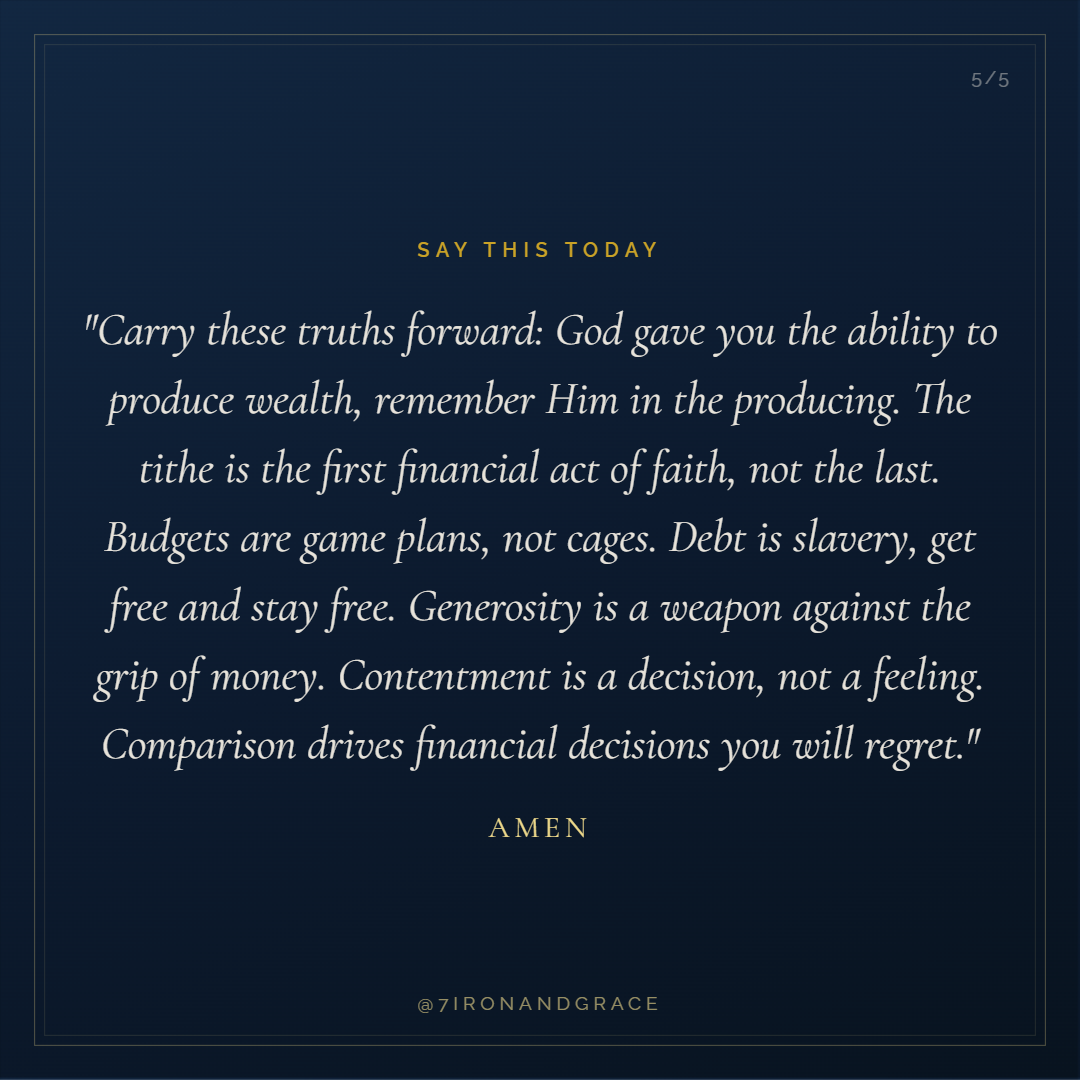 5/5
SAY THIS TODAY
"Carry these truths forward: God gave you the ability to
produce wealth, remember Him in the producing. The
tithe is the first financial act of faith, not the last.
Budgets are game plans, not cages. Debt is slavery, get
free and stay free. Generosity is a weapon against the
grip of money. Contentment is a decision, not a feeling.
Comparison drives financial decisions you will regret."
AMEN
@7IRONANDGRACE